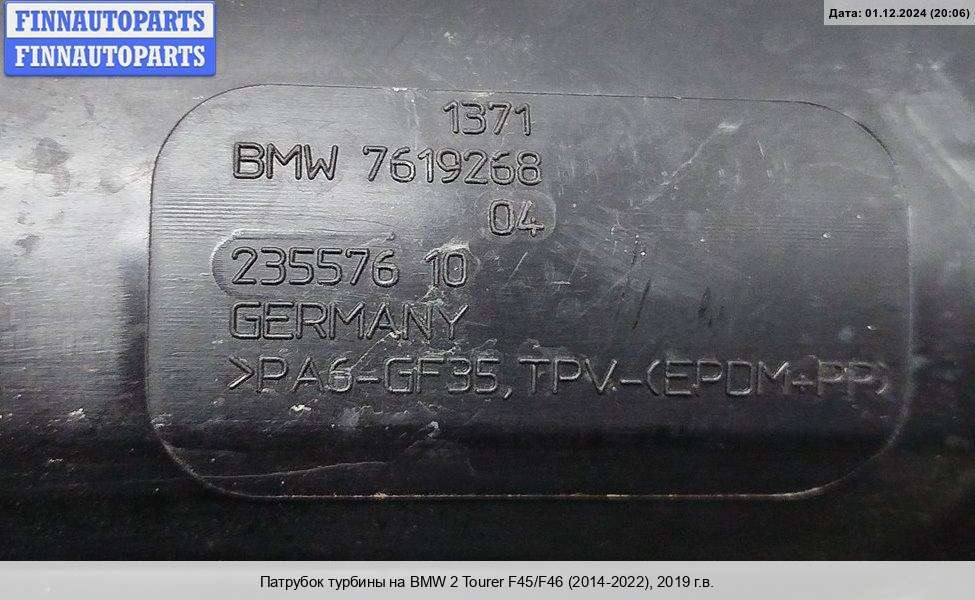 FINNAUTOPARTS
FINNAUTOPARTS
Дата: 01.12.2024 (20:06)
1371
BMW 7619268
04
235576 10
GERMANY
>PA6-GF35, TPV-(EPDM+PP)
Патрубок турбины на BMW 2 Tourer F45/F46 (2014-2022), 2019 г.в.